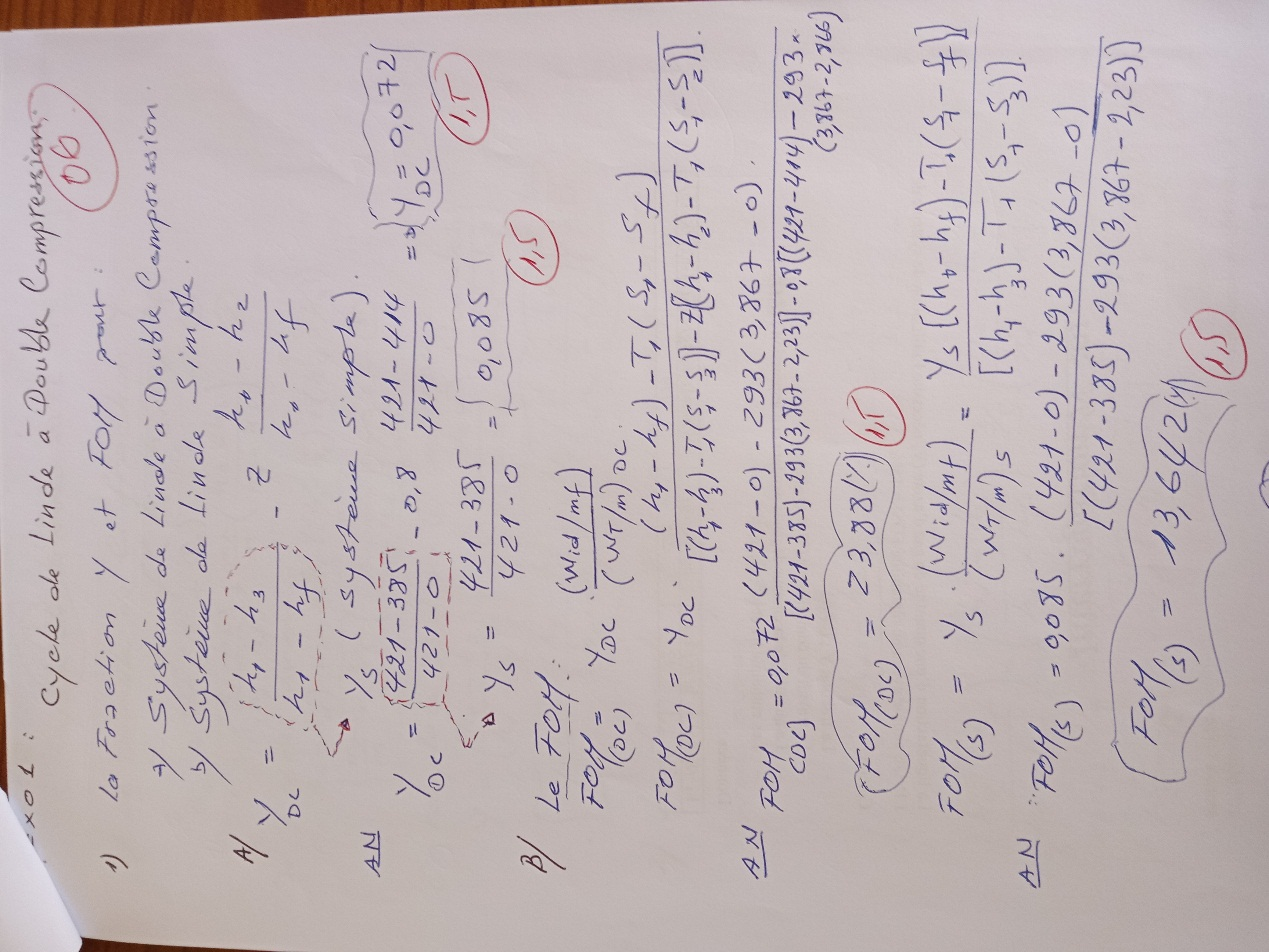 Exo 1 : Cycle de Linde à Double Compression.
06
1) la Fraction Y et FOM pour :
a) Système de Linde à Double Compression.
b) Système de Linde Simple.
A/ Y_DC = (h₁ - h₃)/(h₁ - h_f) - Z (h₁ - h₂)/(h₁ - h_f)
Y_S (Système Simple).
AN Y_DC = (421-385)/(421-0) - 0,8 (421-414)/(421-0) => Y_DC = 0,072
1,5
Y_S = (421-385)/(421-0) = 0,085
1,5
B/ Le FOM :
FOM_(DC) = Y_DC . (Wid/mf)/(WT/m)DC.
FOM_(DC) = Y_DC . (h₁-h_f)-T₁(S₁-S_f)/[(h₁-h₃)-T₁(S₁-S₃)]-Z[(h₁-h₂)-T₁(S₁-S₂)].
AN FOM_(DC) = 0,072 (421-0)-293(3,867-0)/[(421-385)-293(3,867-2,23)]-0,8[(421-414)-293×(3,867-2,866)
FOM_(DC) = 23,88(%)
1,5
FOM_(S) = Y_S . (Wid/mf)/(WT/m)S = Y_S [(h₁-h_f)-T₁(S₁-f)]/[(h₁-h₃)-T₁(S₁-S₃)].
AN : FOM_(S) = 0,085 . (421-0)-293(3,867-0)/[(421-385)-293(3,867-2,23)]
FOM_(S) = 13,642(%)
1,5